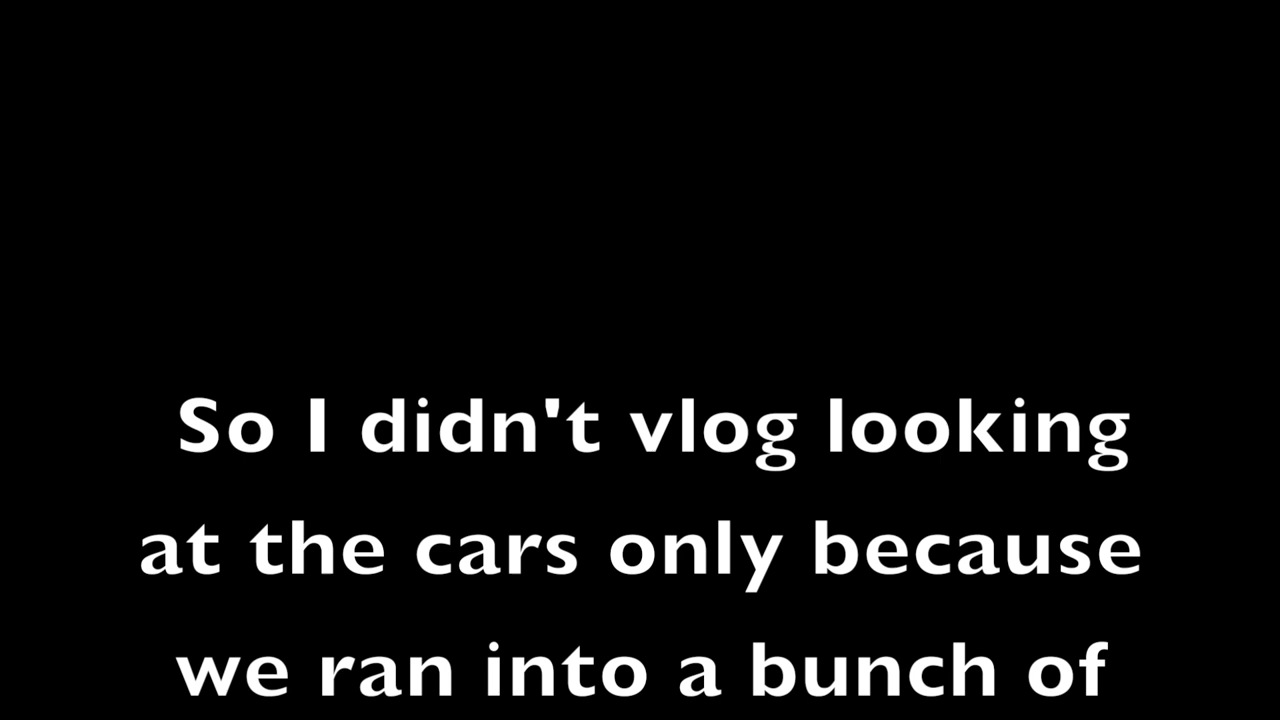 So I didn't vlog looking
at the cars only because
we ran into a bunch of